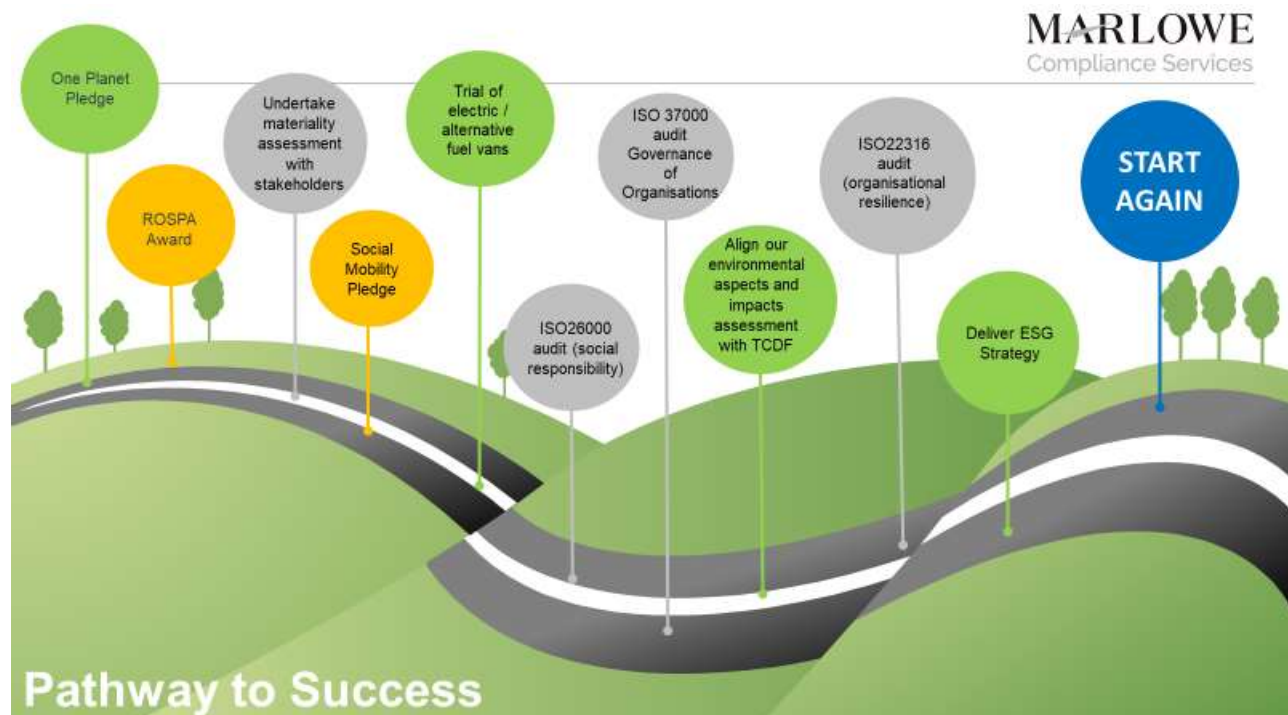 MARLOWE
Compliance Services
One Planet
Pledge
ROSPA
Award
Undertake
materiality
assessment
with
stakeholders
Social
Mobility
Pledge
Trial of
electric /
alternative
fuel vans
ISO26000
audit (social
responsibility)
ISO 37000
audit
Governance
of
Organisations
Align our
environmental
aspects and
impacts
assessment
with TCDF
ISO22316
audit
(organisational
resilience)
Deliver ESG
Strategy
START
AGAIN
Pathway to Success